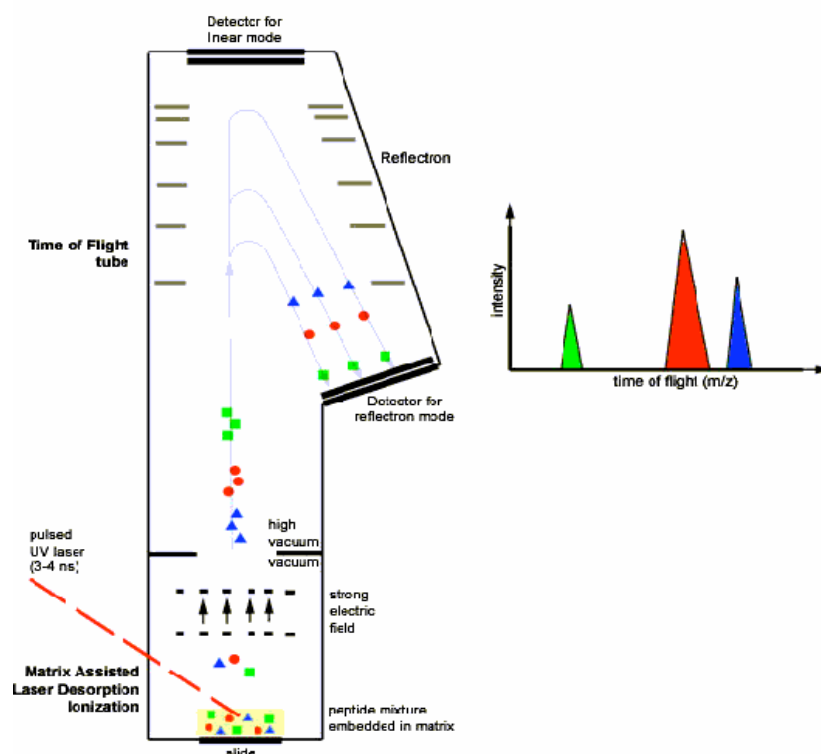 Detector for
linear mode
Reflectron
Time of Flight
tube
intensity
time of flight (m/z)
Detector for
reflectron mode
pulsed
UV laser
(3-4 ns)
high
vacuum
vacuum
strong
electric
field
Matrix Assisted
Laser Desorption
Ionization
peptide mixture
embedded in matrix
slide